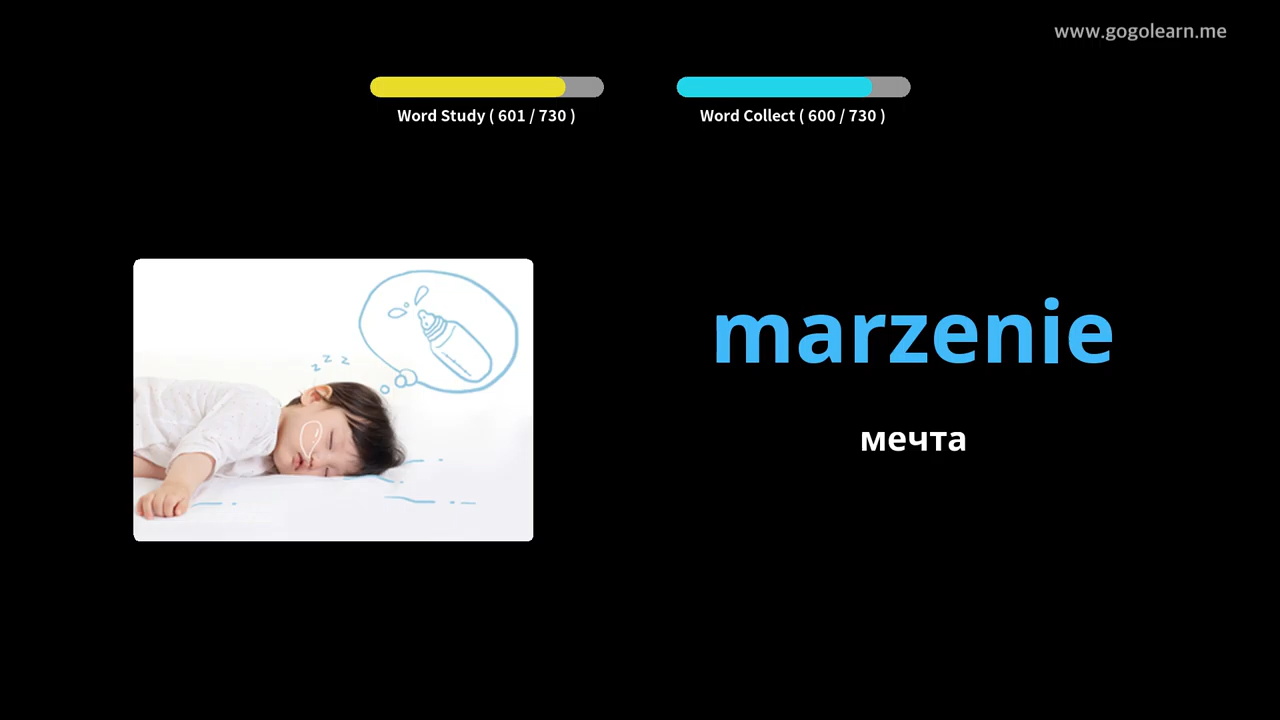 www.gogolearn.me
Word Study ( 601 / 730 )
Word Collect ( 600 / 730 )
z z z
marzenie
мечта